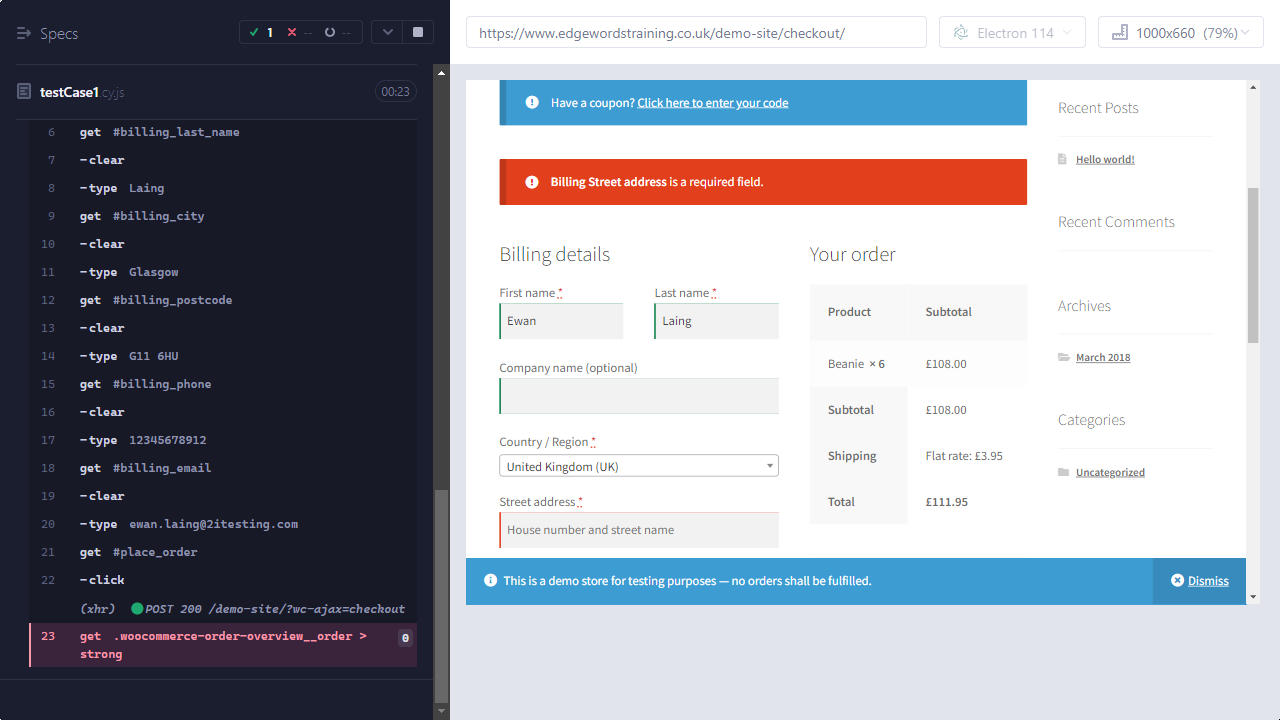 Specs
1
--
--
testCase1.cy.js
00:23
6 get #billing_last_name
7 -clear
8 -type Laing
9 get #billing_city
10 -clear
11 -type Glasgow
12 get #billing_postcode
13 -clear
14 -type G11 6HU
15 get #billing_phone
16 -clear
17 -type 12345678912
18 get #billing_email
19 -clear
20 -type ewan.laing@2itesting.com
21 get #place_order
22 -click
(xhr) POST 200 /demo-site/?wc-ajax=checkout
23 get .woocommerce-order-overview__order >
strong
0
https://www.edgewordstraining.co.uk/demo-site/checkout/
Electron 114
1000x660 (79%)
Have a coupon? Click here to enter your code
Billing Street address is a required field.
Billing details
First name *
Last name *
Ewan
Laing
Company name (optional)
Country / Region *
United Kingdom (UK)
Street address *
House number and street name
Your order
Product Subtotal
Beanie × 6 £108.00
Subtotal £108.00
Shipping Flat rate: £3.95
Total £111.95
Recent Posts
Hello world!
Recent Comments
Archives
March 2018
Categories
Uncategorized
This is a demo store for testing purposes — no orders shall be fulfilled.
Dismiss